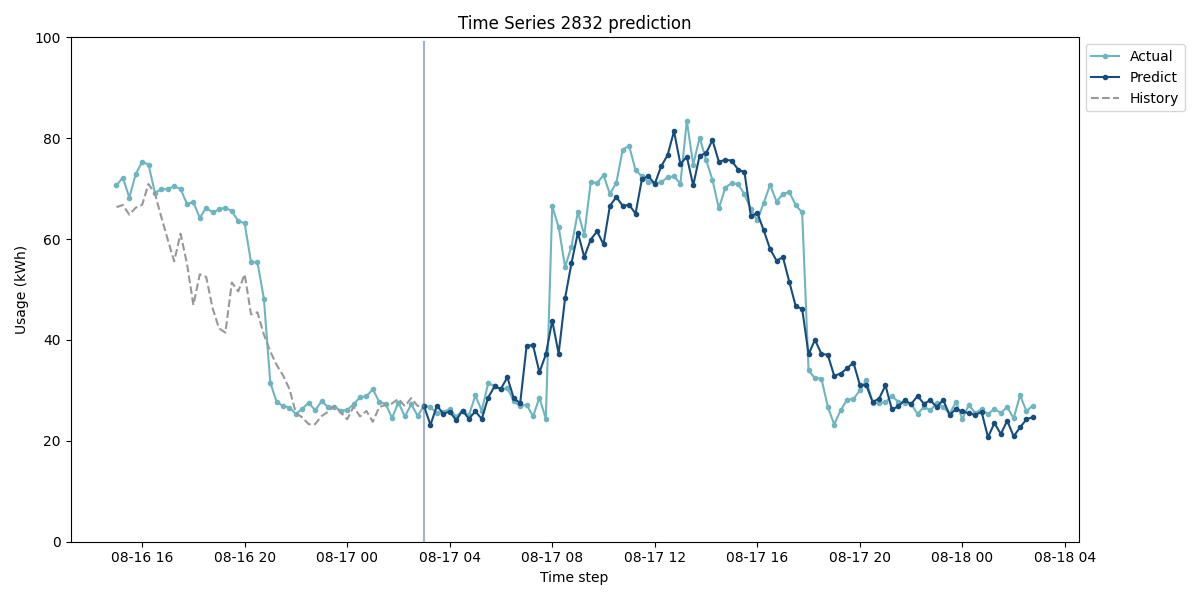 Time Series 2832 prediction
100
80
60
40
20
0
Usage (kWh)
08-16 16
08-16 20
08-17 00
08-17 04
08-17 08
08-17 12
08-17 16
08-17 20
08-18 00
08-18 04
Time step
Actual
Predict
History